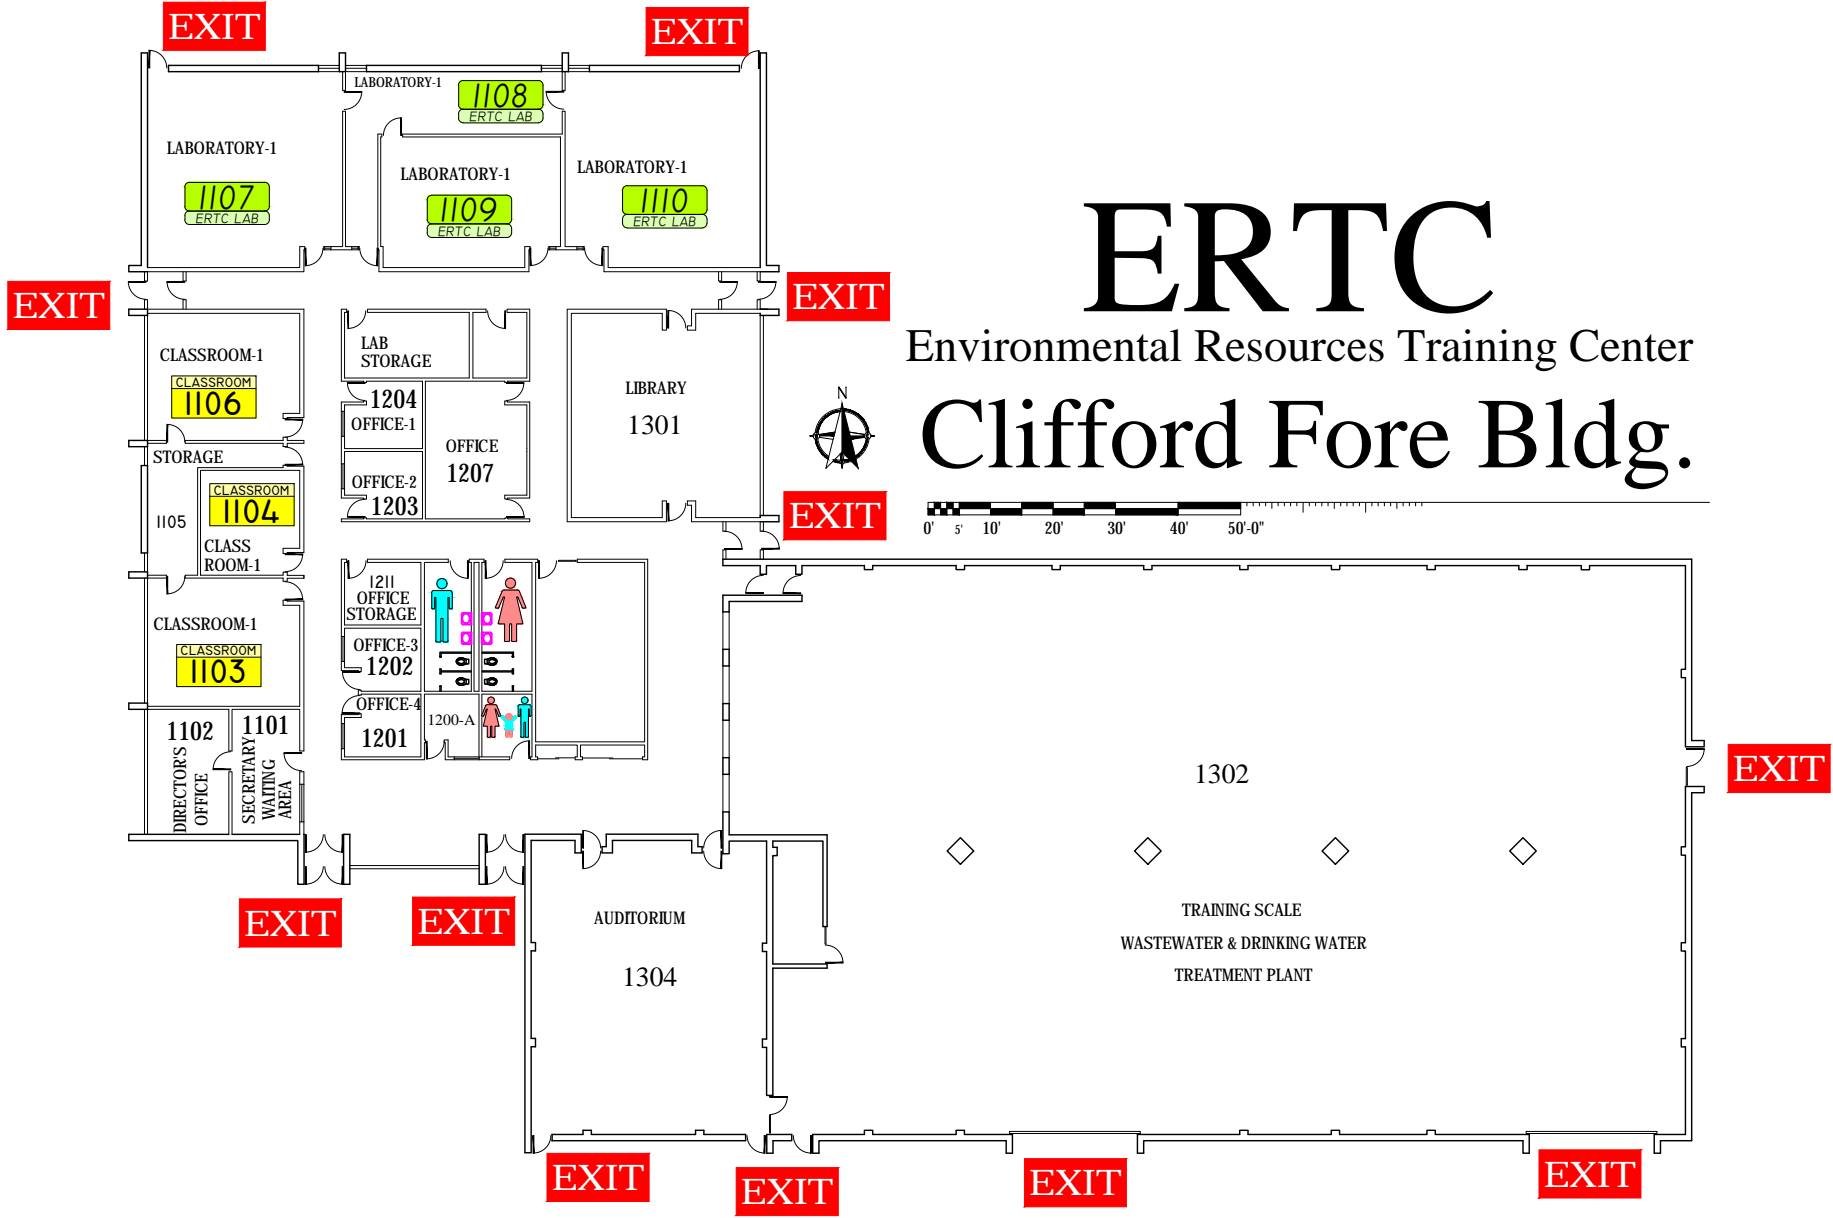 EXIT
EXIT
LABORATORY-1
1108
ERTC LAB
LABORATORY-1
1107
ERTC LAB
LABORATORY-1
1109
ERTC LAB
LABORATORY-1
1110
ERTC LAB
ERTC
Environmental Resources Training Center
Clifford Fore Bldg.
N
0' 5' 10' 20' 30' 40' 50'-0"
EXIT
EXIT
EXIT
CLASSROOM-1
CLASSROOM
1106
STORAGE
1105
CLASSROOM
1104
CLASS
ROOM-1
CLASSROOM-1
CLASSROOM
1103
1102
DIRECTOR'S
OFFICE
1101
SECRETARY
WAITING
AREA
LAB
STORAGE
1204
OFFICE-1
OFFICE-2
1203
OFFICE
1207
LIBRARY
1301
1211
OFFICE
STORAGE
OFFICE-3
1202
OFFICE-4
1201
1200-A
1302
TRAINING SCALE
WASTEWATER & DRINKING WATER
TREATMENT PLANT
EXIT
EXIT
EXIT
AUDITORIUM
1304
EXIT
EXIT
EXIT
EXIT